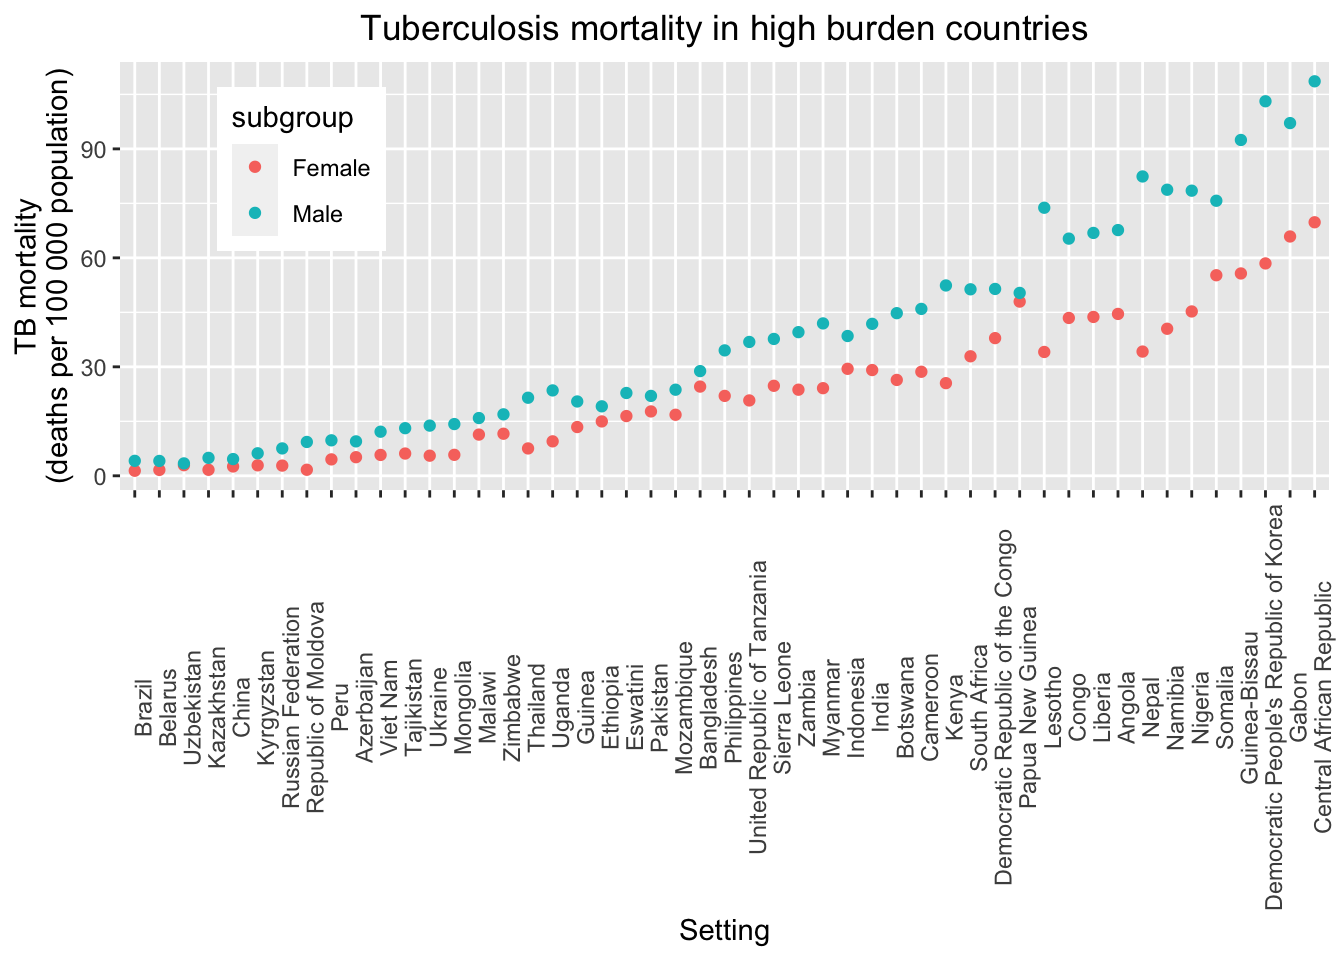 Tuberculosis mortality in high burden countries
TB mortality
(deaths per 100 000 population)
90
60
30
0
subgroup
Female
Male
Brazil
Belarus
Uzbekistan
Kazakhstan
China
Kyrgyzstan
Russian Federation
Republic of Moldova
Peru
Azerbaijan
Viet Nam
Tajikistan
Ukraine
Mongolia
Malawi
Zimbabwe
Thailand
Uganda
Guinea
Ethiopia
Eswatini
Pakistan
Mozambique
Bangladesh
Philippines
United Republic of Tanzania
Sierra Leone
Zambia
Myanmar
Indonesia
India
Botswana
Cameroon
Kenya
South Africa
Democratic Republic of the Congo
Papua New Guinea
Lesotho
Congo
Liberia
Angola
Nepal
Namibia
Nigeria
Somalia
Guinea-Bissau
Democratic People's Republic of Korea
Gabon
Central African Republic
Setting